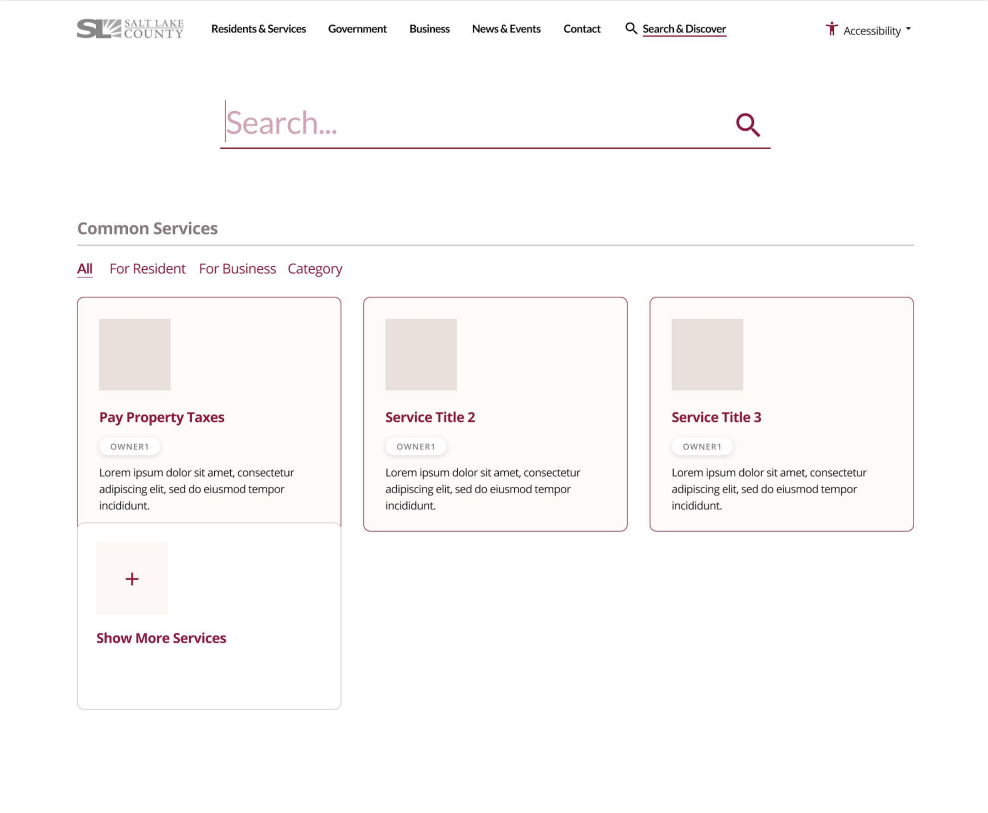 SL SALT LAKE
COUNTY
Residents & Services Government Business News & Events Contact Search & Discover Accessibility
Search...
Common Services
All For Resident For Business Category
Pay Property Taxes
OWNER1
Lorem ipsum dolor sit amet, consectetur
adipiscing elit, sed do eiusmod tempor
incididunt.
Service Title 2
OWNER1
Lorem ipsum dolor sit amet, consectetur
adipiscing elit, sed do eiusmod tempor
incididunt.
Service Title 3
OWNER1
Lorem ipsum dolor sit amet, consectetur
adipiscing elit, sed do eiusmod tempor
incididunt.
+
Show More Services